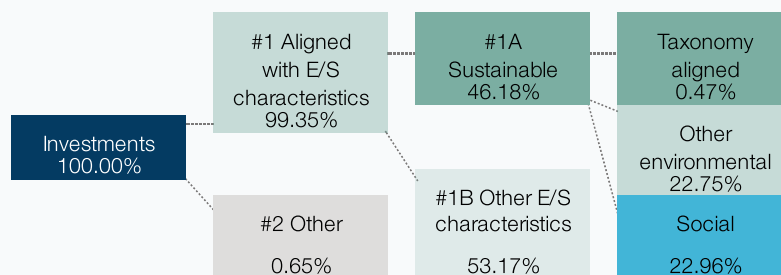 Investments
100.00%
#1 Aligned
with E/S
characteristics
99.35%
#2 Other
0.65%
#1A
Sustainable
46.18%
#1B Other E/S
characteristics
53.17%
Taxonomy
aligned
0.47%
Other
environmental
22.75%
Social
22.96%